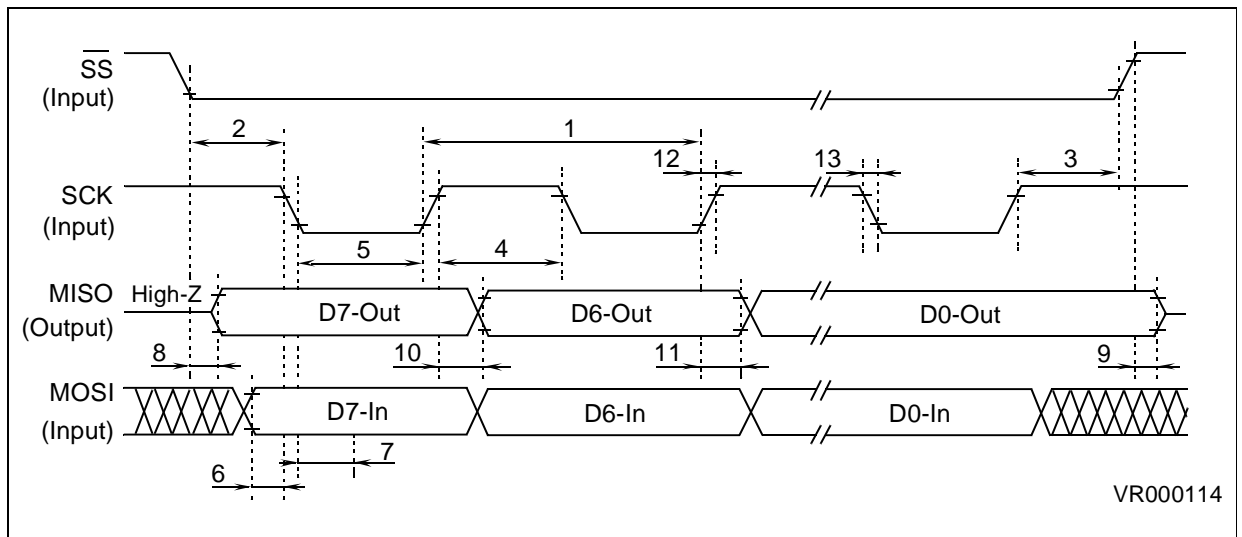 SS
(Input)
2
1
12
13
3
SCK
(Input)
5
4
MISO
High-Z
(Output)
D7-Out
D6-Out
D0-Out
8
10
11
9
MOSI
(Input)
D7-In
D6-In
D0-In
7
6
VR000114